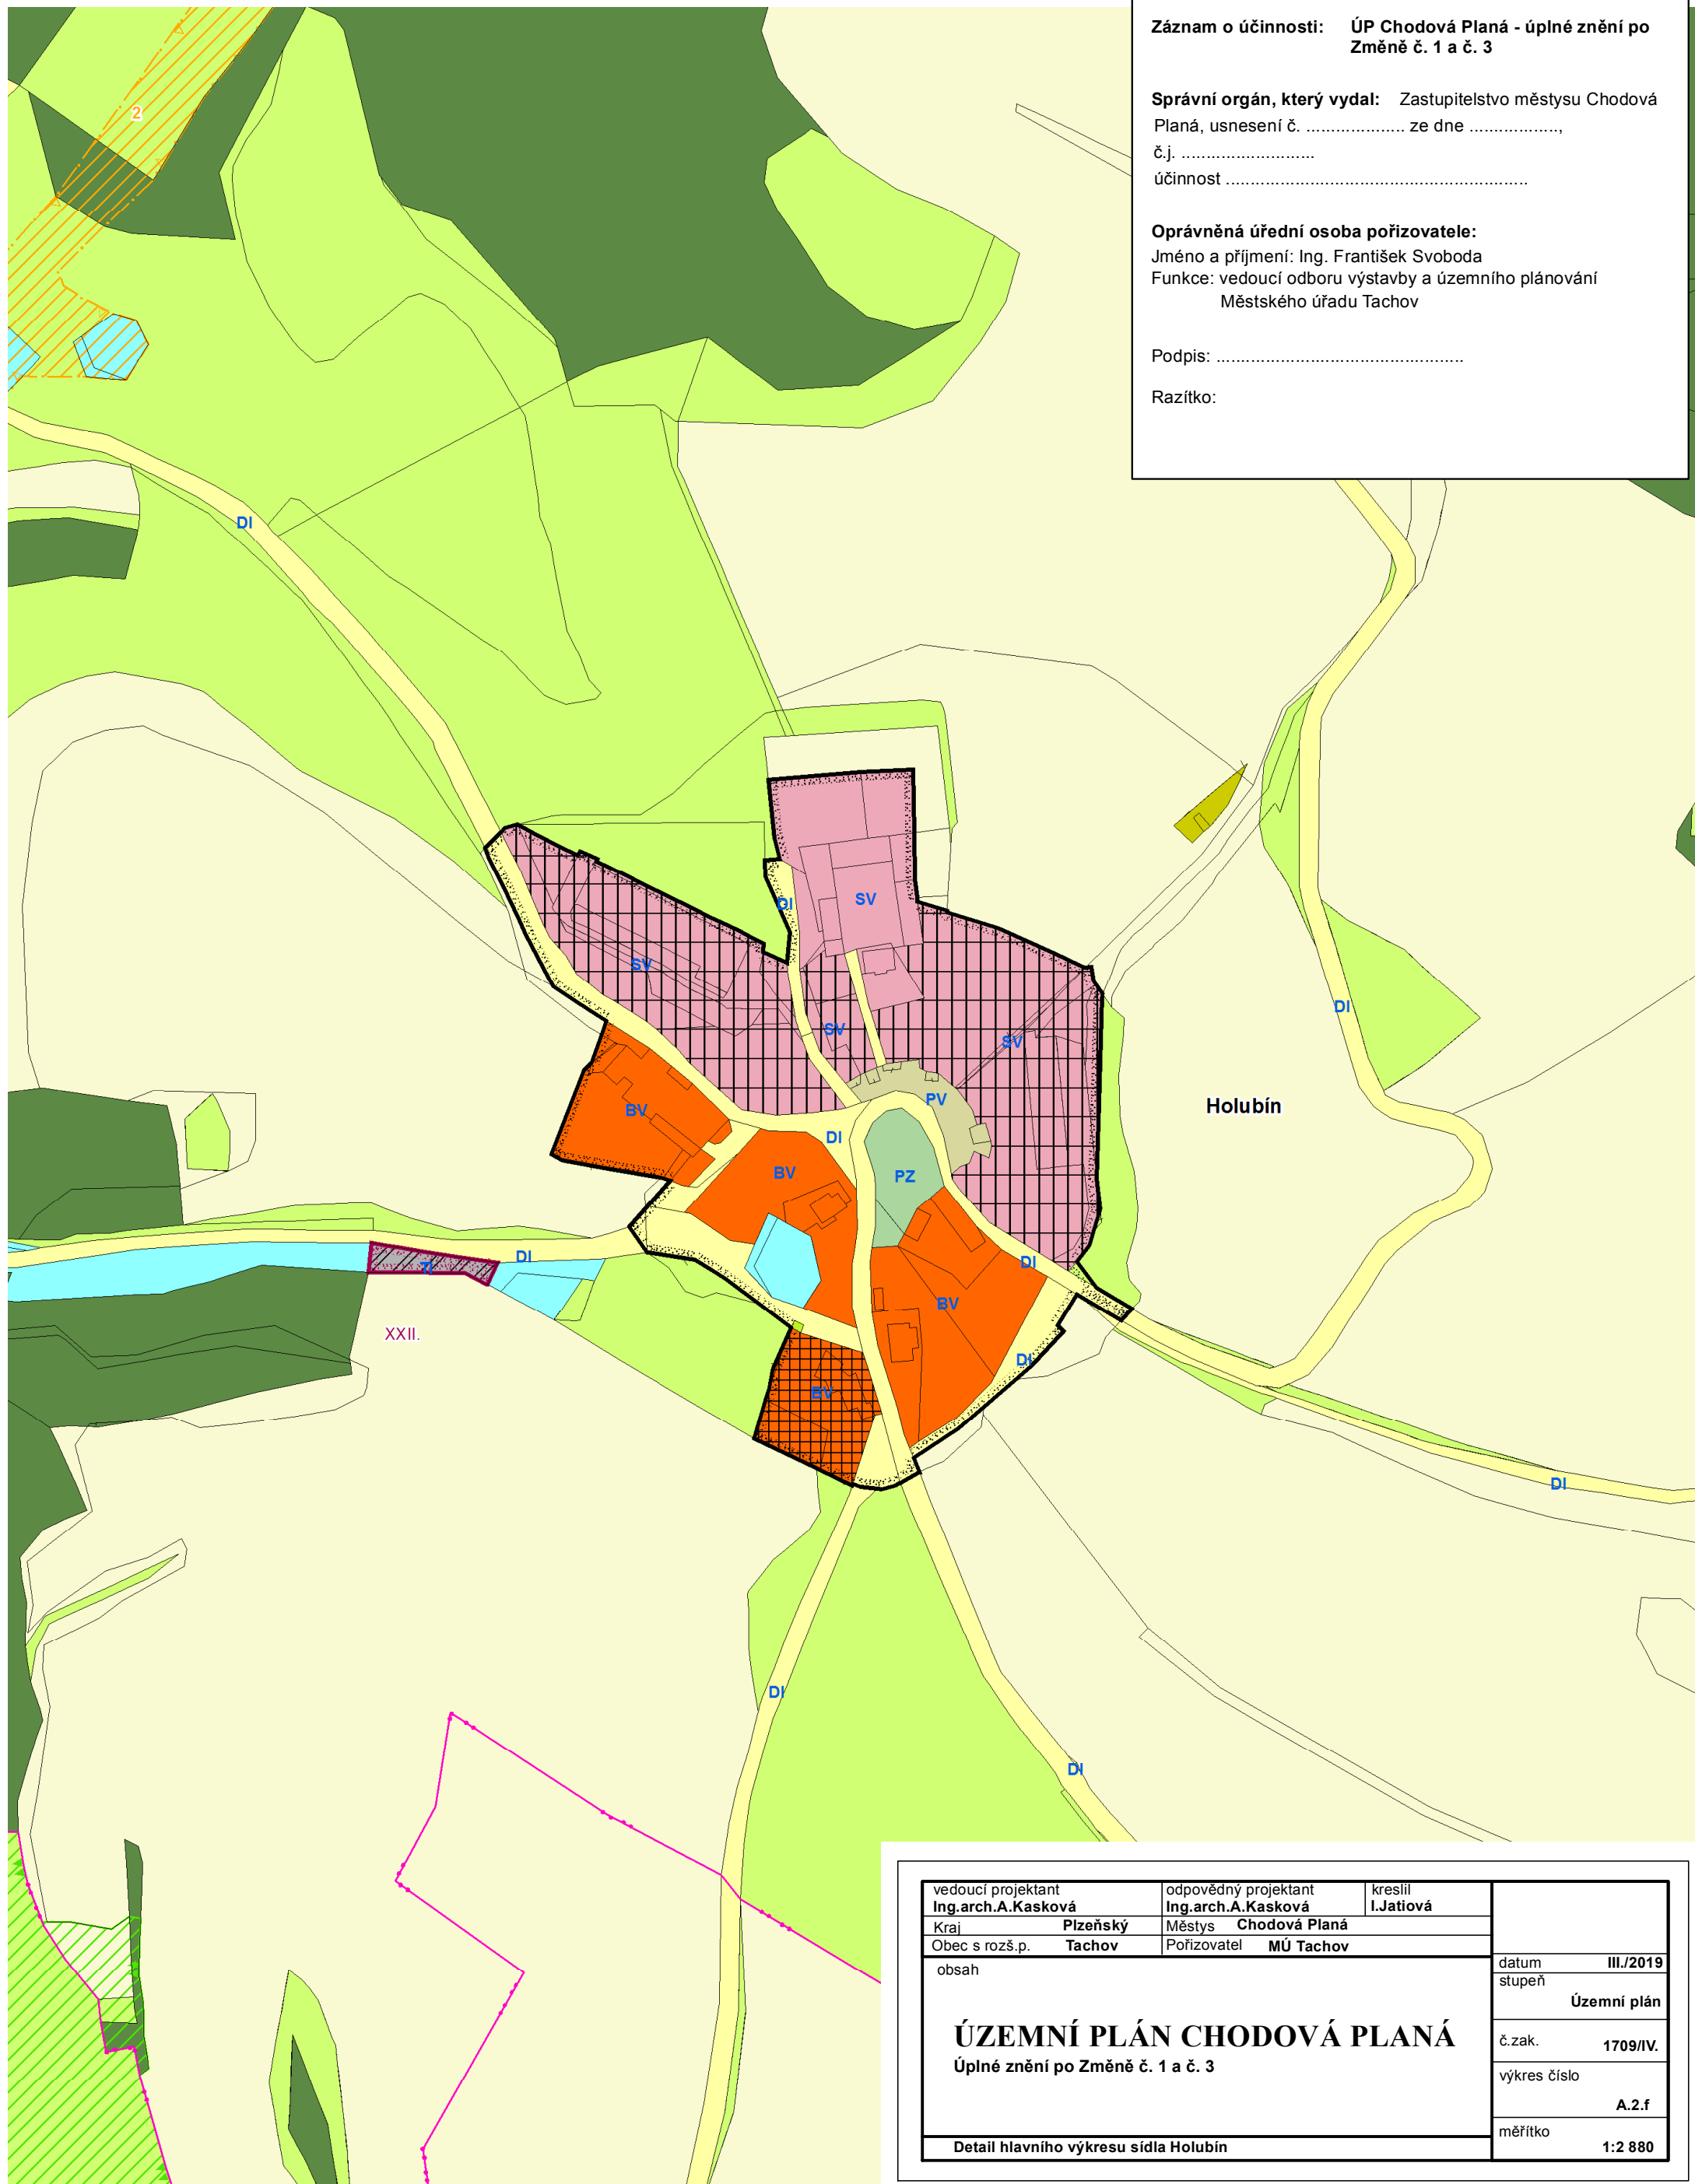 Záznam o účinnosti: ÚP Chodová Planá - úplné znění po
Změně č. 1 a č. 3
Správní orgán, který vydal: Zastupitelstvo městysu Chodová
Planá, usnesení č. .................... ze dne ..................,
č.j. ...........................
účinnost .............................................................
Oprávněná úřední osoba pořizovatele:
Jméno a příjmení: Ing. František Svoboda
Funkce: vedoucí odboru výstavby a územního plánování
Městského úřadu Tachov
Podpis: ..................................................
Razítko:
2
DI
DI
SV
SV
DI
SV
SV
PV
Holubín
BV
DI
BV
PZ
DI
TI
DI
BV
XXII.
DI
BV
DI
DI
DI
vedoucí projektant
Ing.arch.A.Kasková
odpovědný projektant
Ing.arch.A.Kasková
kreslil
I.Jatiová
Kraj Plzeňský
Městys Chodová Planá
Obec s rozš.p. Tachov
Pořizovatel MÚ Tachov
obsah
ÚZEMNÍ PLÁN CHODOVÁ PLANÁ
Úplné znění po Změně č. 1 a č. 3
Detail hlavního výkresu sídla Holubín
datum III./2019
stupeň
Územní plán
č.zak. 1709/IV.
výkres číslo
A.2.f
měřítko
1:2 880